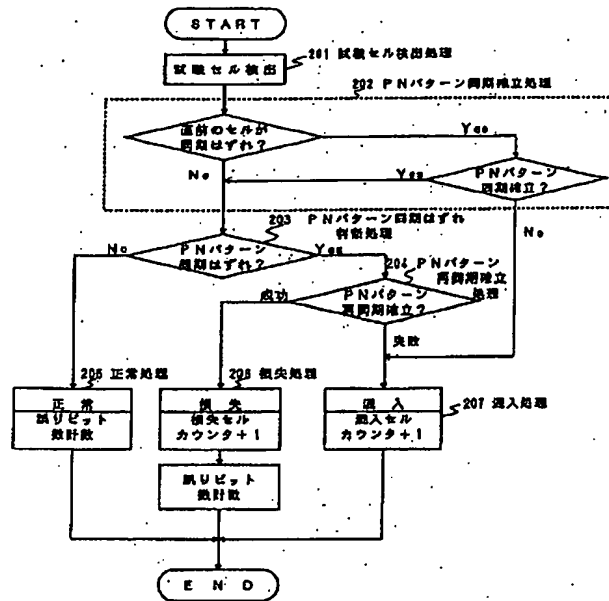 START
試験セル検出
201 試験セル検出処理
202 PNパターン同期確立処理
直前のセルが
同期はずれ?
Yes
No
PNパターン
同期確立?
Yes
No
203 PNパターン同期はずれ
判断処理
PNパターン
同期はずれ?
No
Yes
204 PNパターン
再同期確立
処理
PNパターン
再同期確立?
成功
失敗
205 正常処理
正常
誤りビット
数計数
206 損失処理
損失
損失セル
カウンタ+1
誤りビット
数計数
207 混入処理
混入
混入セル
カウンタ+1
END